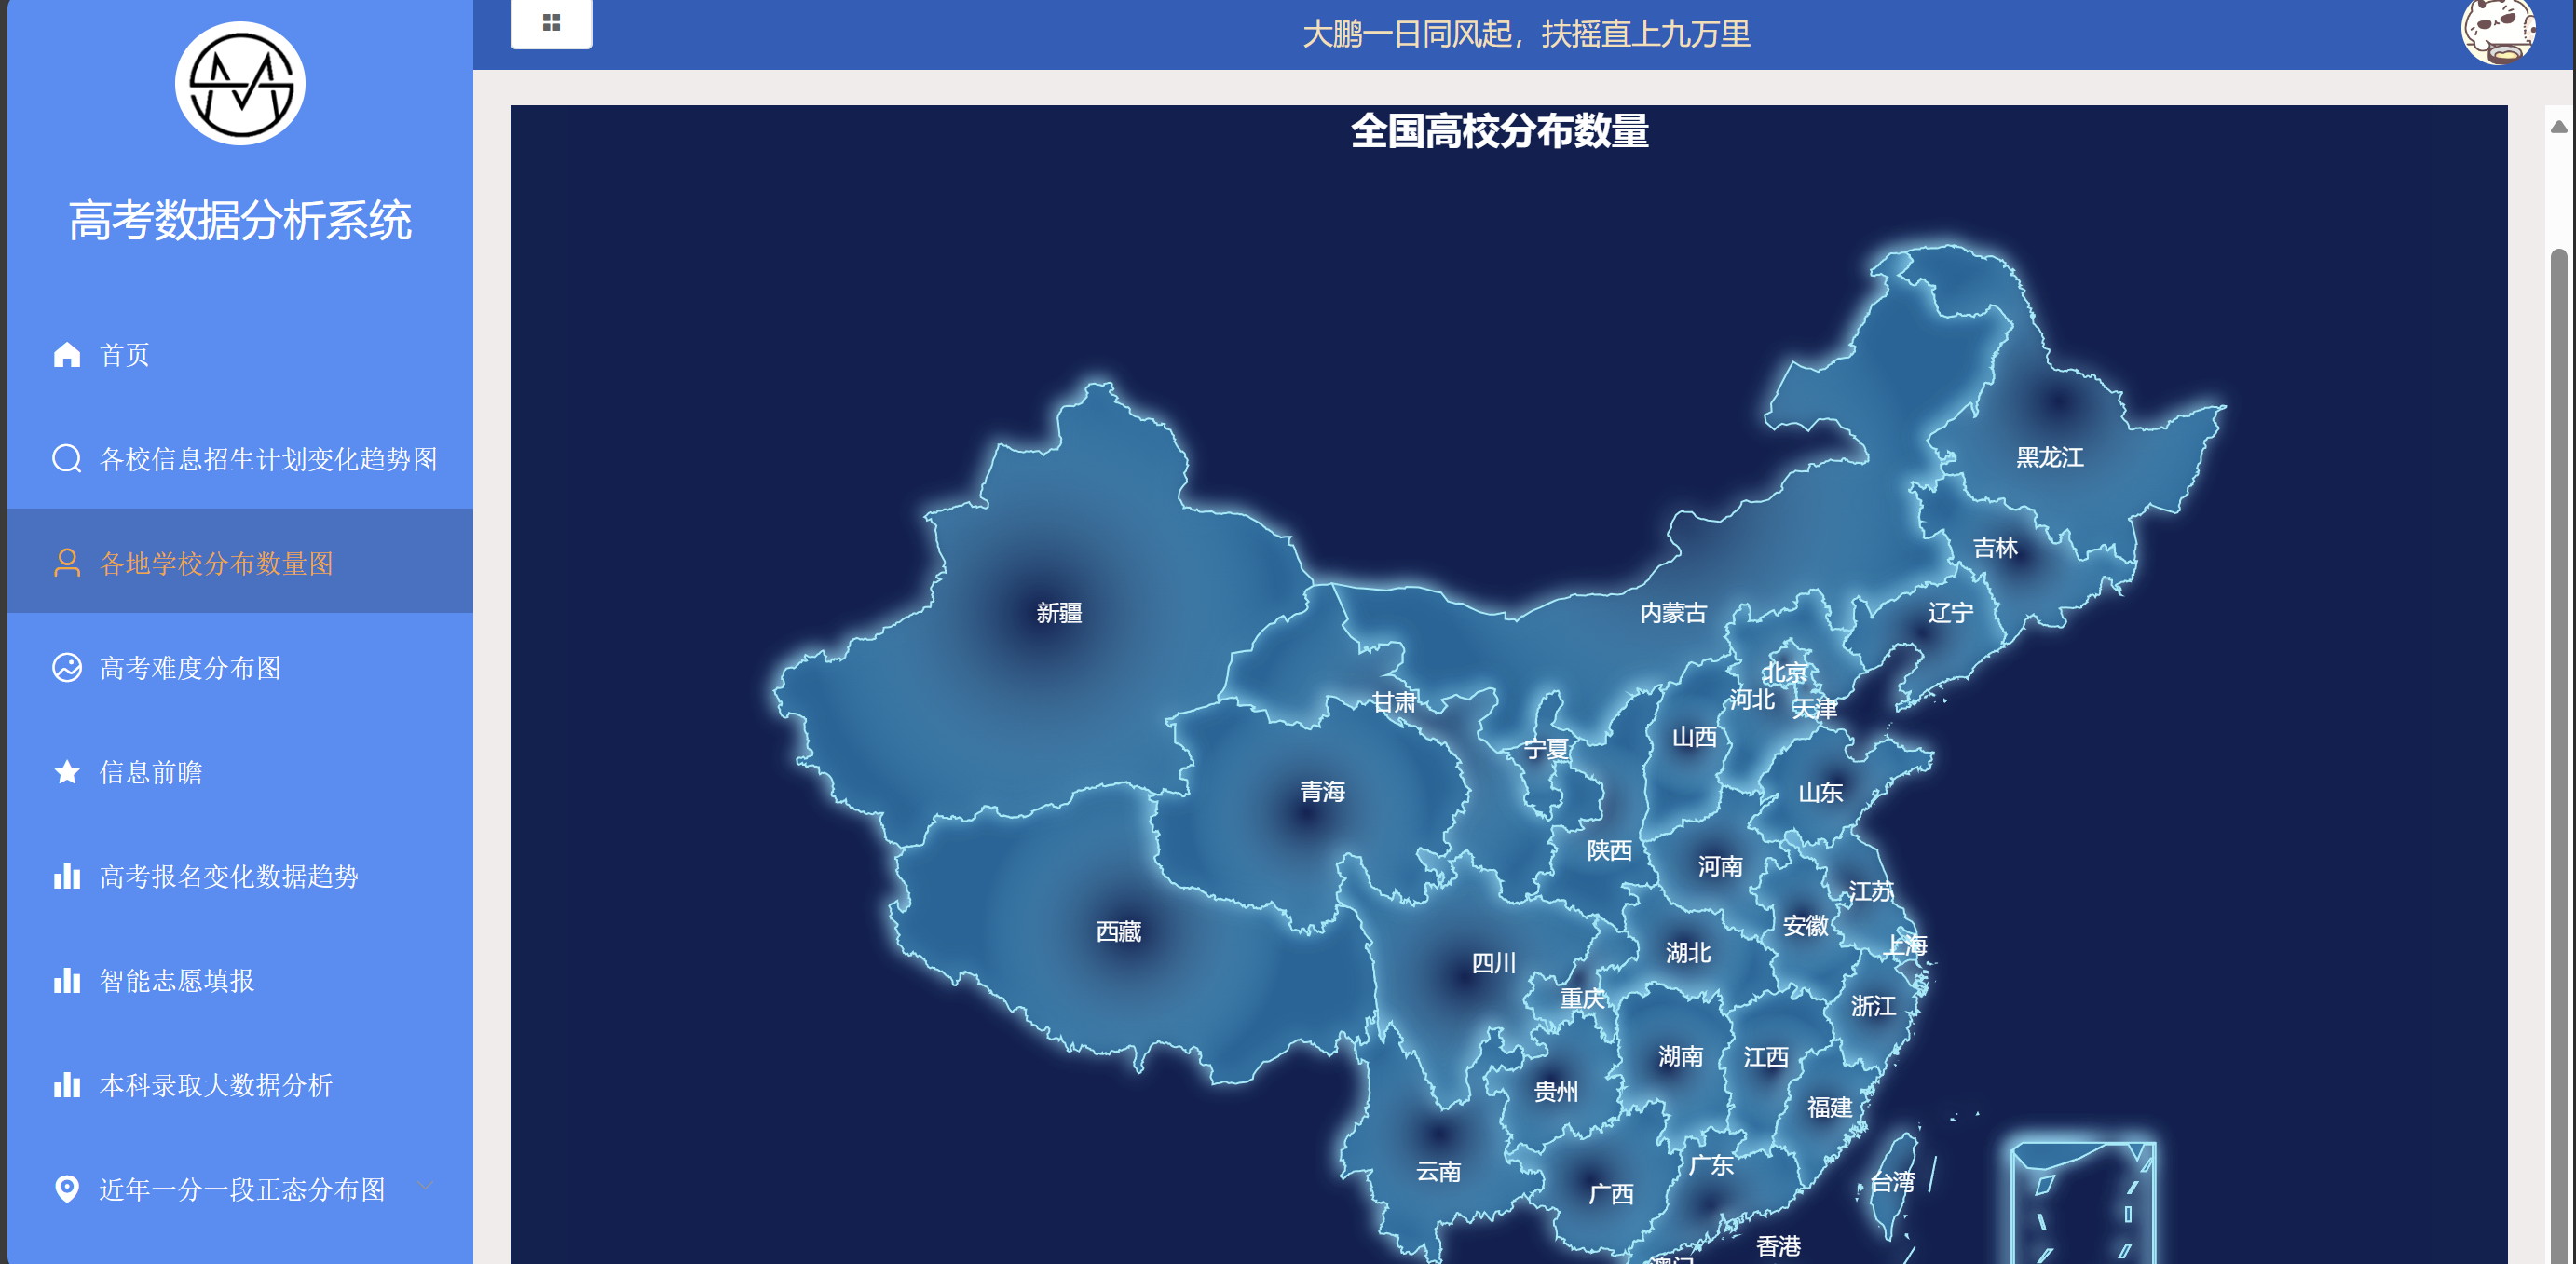 高考数据分析系统
首页
各校信息招生计划变化趋势图
各地学校分布数量图
高考难度分布图
信息前瞻
高考报名变化数据趋势
智能志愿填报
本科录取大数据分析
近年一分一段正态分布图
大鹏一日同风起，扶摇直上九万里
全国高校分布数量
黑龙江
吉林
新疆
内蒙古
辽宁
北京
河北
甘肃
天津
山西
宁夏
青海
山东
陕西
河南
江苏
安徽
西藏
上海
湖北
四川
重庆
浙江
湖南
江西
贵州
福建
广东
云南
台湾
广西
香港
澳门